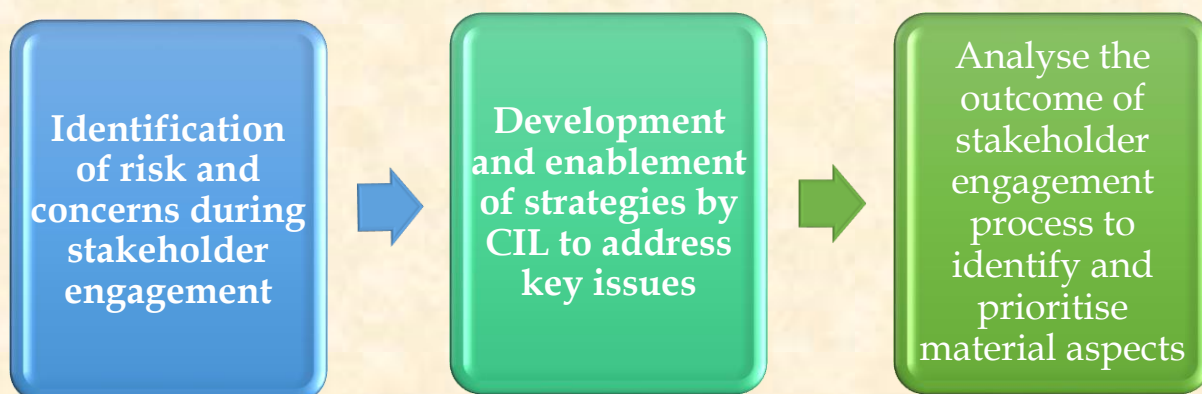 Identification
of risk and
concerns during
stakeholder
engagement
Development
and enablement
of strategies by
CIL to address
key issues
Analyse the
outcome of
stakeholder
engagement
process to
identify and
prioritise
material aspects